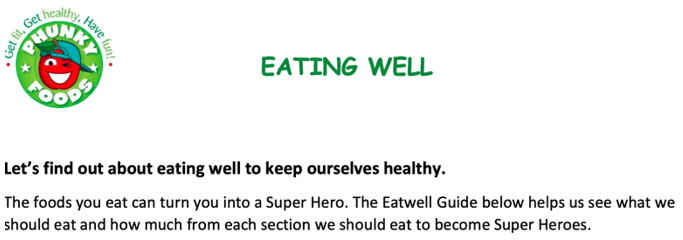 Get fit, Get healthy, Have fun!
PHUNKY
FOODS
EATING WELL
Let's find out about eating well to keep ourselves healthy.
The foods you eat can turn you into a Super Hero. The Eatwell Guide below helps us see what we
should eat and how much from each section we should eat to become Super Heroes.